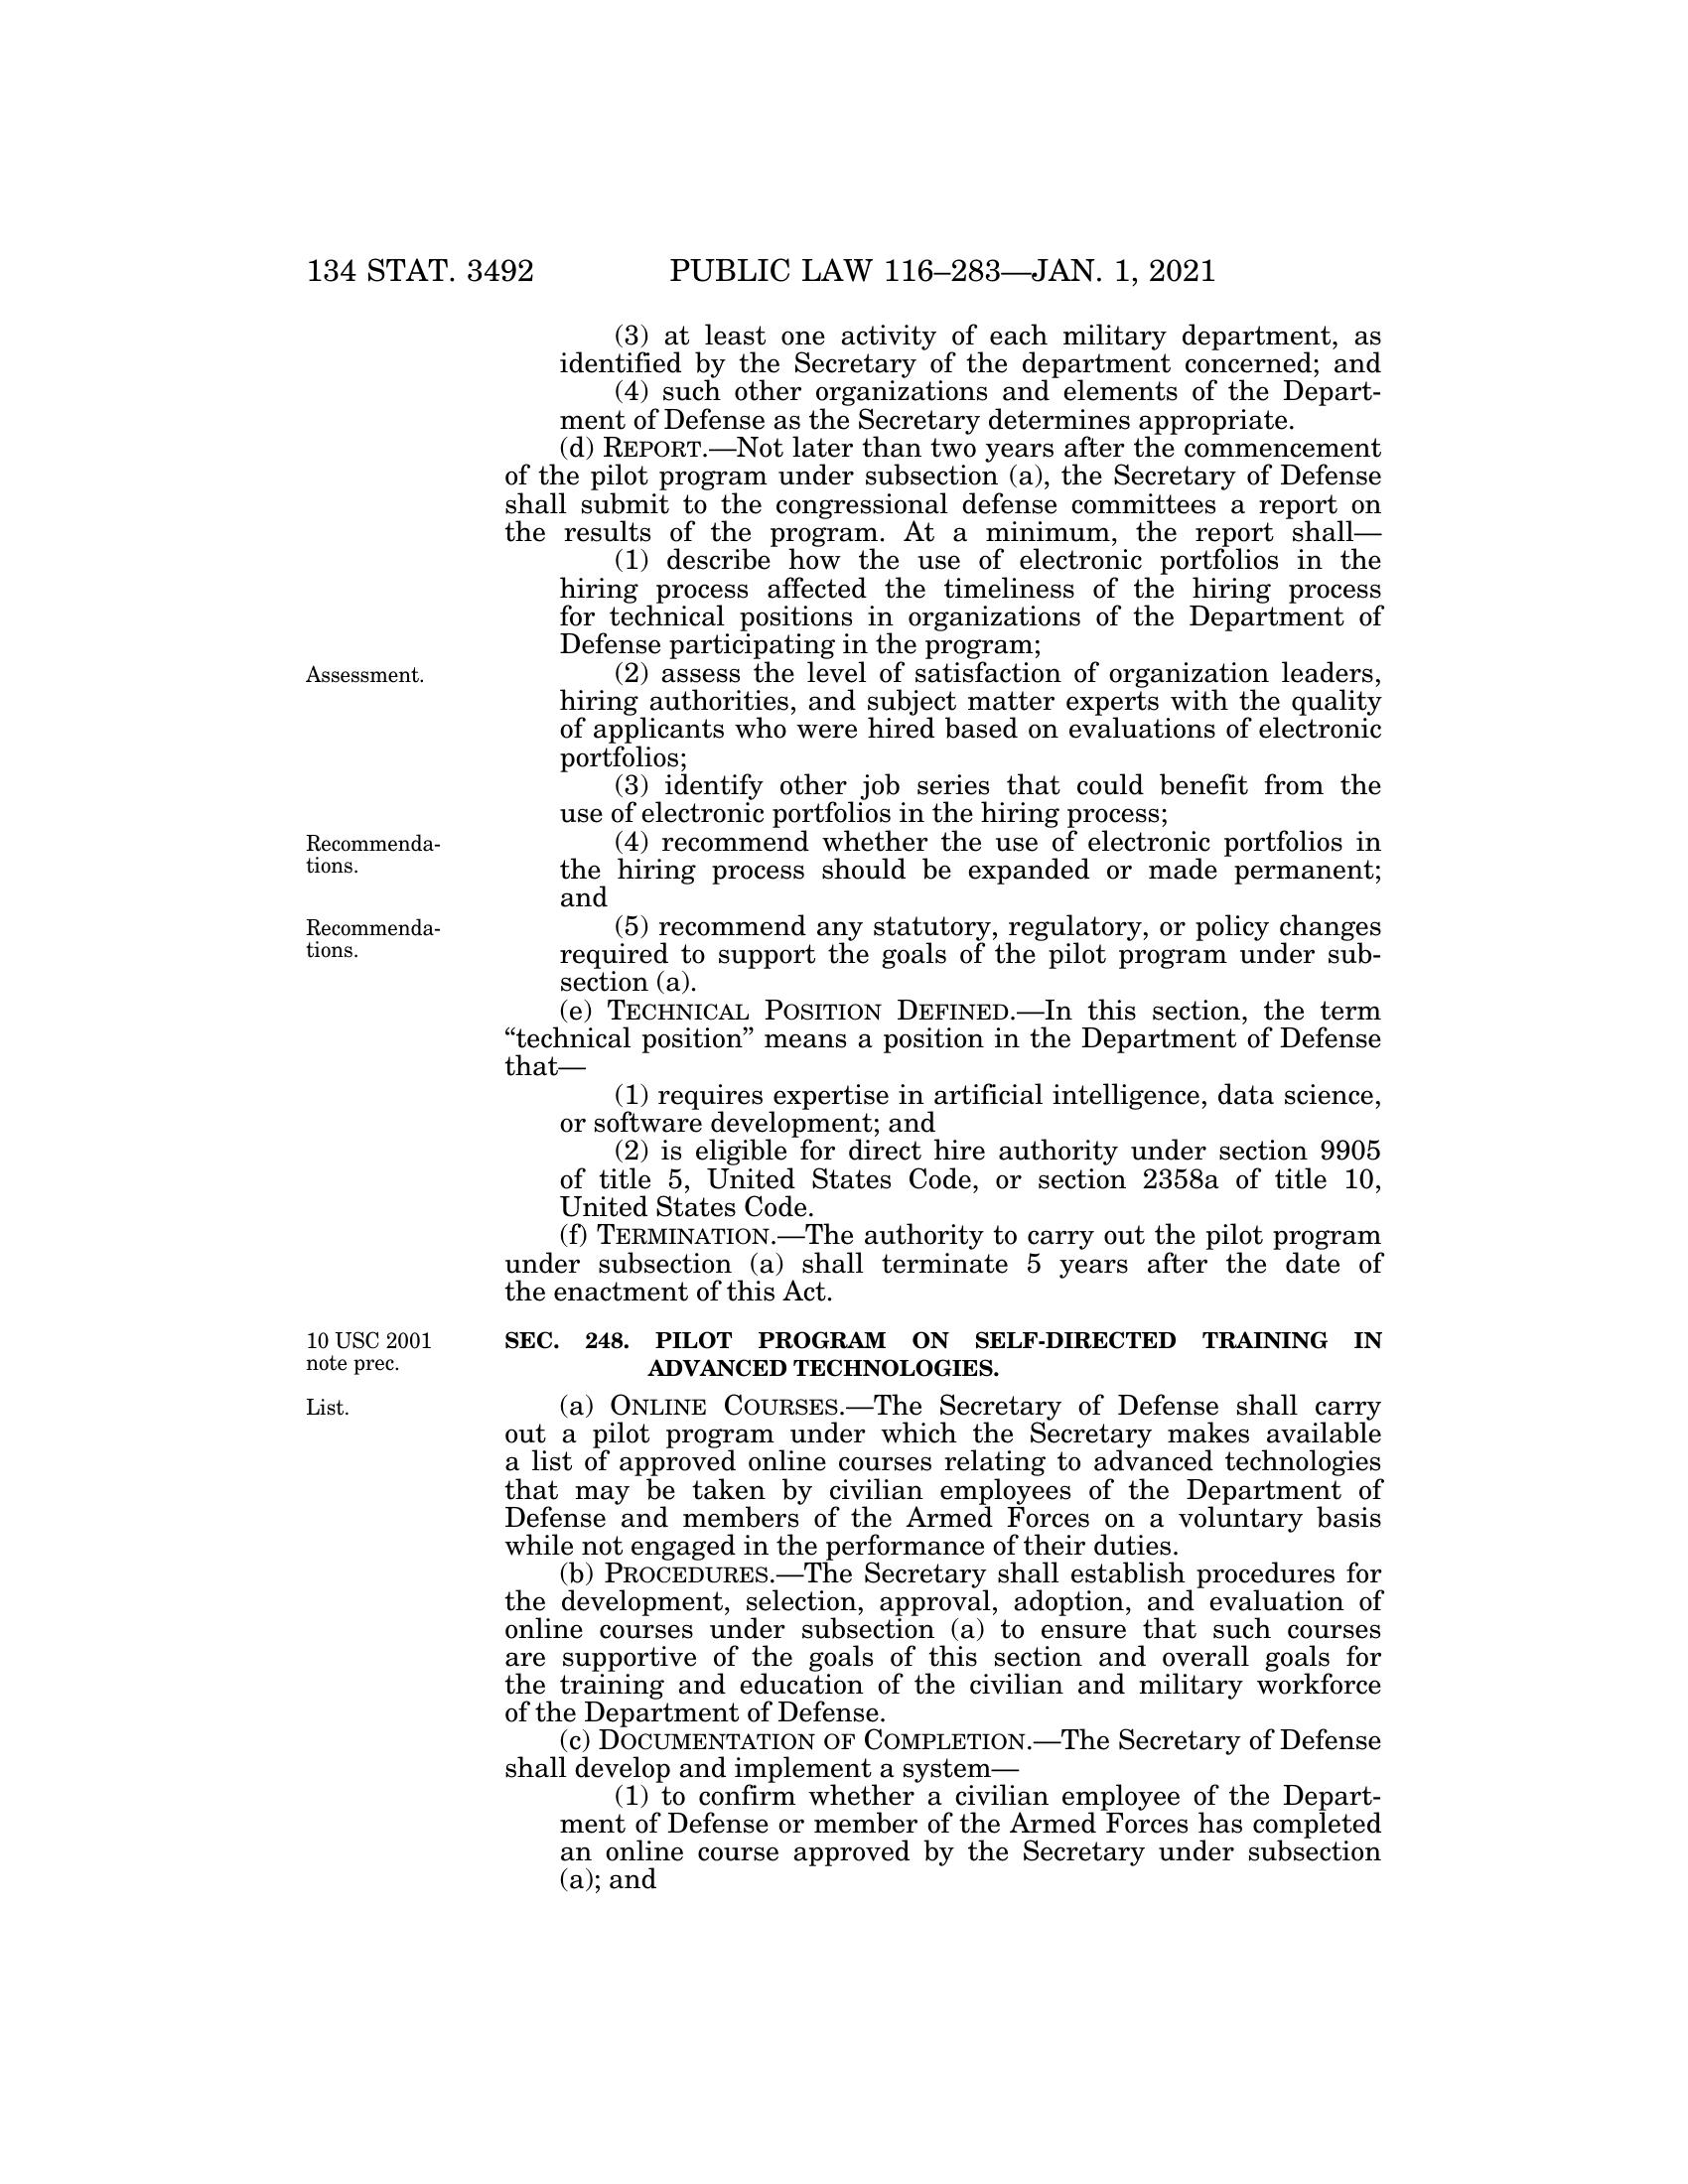 134 STAT. 3492 PUBLIC LAW 116–283—JAN. 1, 2021
(3) at least one activity of each military department, as
identified by the Secretary of the department concerned; and
(4) such other organizations and elements of the Depart-
ment of Defense as the Secretary determines appropriate.
(d) REPORT.—Not later than two years after the commencement
of the pilot program under subsection (a), the Secretary of Defense
shall submit to the congressional defense committees a report on
the results of the program. At a minimum, the report shall—
(1) describe how the use of electronic portfolios in the
hiring process affected the timeliness of the hiring process
for technical positions in organizations of the Department of
Defense participating in the program;
Assessment.
(2) assess the level of satisfaction of organization leaders,
hiring authorities, and subject matter experts with the quality
of applicants who were hired based on evaluations of electronic
portfolios;
(3) identify other job series that could benefit from the
use of electronic portfolios in the hiring process;
Recommenda-
tions.
(4) recommend whether the use of electronic portfolios in
the hiring process should be expanded or made permanent;
and
Recommenda-
tions.
(5) recommend any statutory, regulatory, or policy changes
required to support the goals of the pilot program under sub-
section (a).
(e) TECHNICAL POSITION DEFINED.—In this section, the term
“technical position” means a position in the Department of Defense
that—
(1) requires expertise in artificial intelligence, data science,
or software development; and
(2) is eligible for direct hire authority under section 9905
of title 5, United States Code, or section 2358a of title 10,
United States Code.
(f) TERMINATION.—The authority to carry out the pilot program
under subsection (a) shall terminate 5 years after the date of
the enactment of this Act.
10 USC 2001
note prec.
SEC. 248. PILOT PROGRAM ON SELF-DIRECTED TRAINING IN
ADVANCED TECHNOLOGIES.
List.
(a) ONLINE COURSES.—The Secretary of Defense shall carry
out a pilot program under which the Secretary makes available
a list of approved online courses relating to advanced technologies
that may be taken by civilian employees of the Department of
Defense and members of the Armed Forces on a voluntary basis
while not engaged in the performance of their duties.
(b) PROCEDURES.—The Secretary shall establish procedures for
the development, selection, approval, adoption, and evaluation of
online courses under subsection (a) to ensure that such courses
are supportive of the goals of this section and overall goals for
the training and education of the civilian and military workforce
of the Department of Defense.
(c) DOCUMENTATION OF COMPLETION.—The Secretary of Defense
shall develop and implement a system—
(1) to confirm whether a civilian employee of the Depart-
ment of Defense or member of the Armed Forces has completed
an online course approved by the Secretary under subsection
(a); and